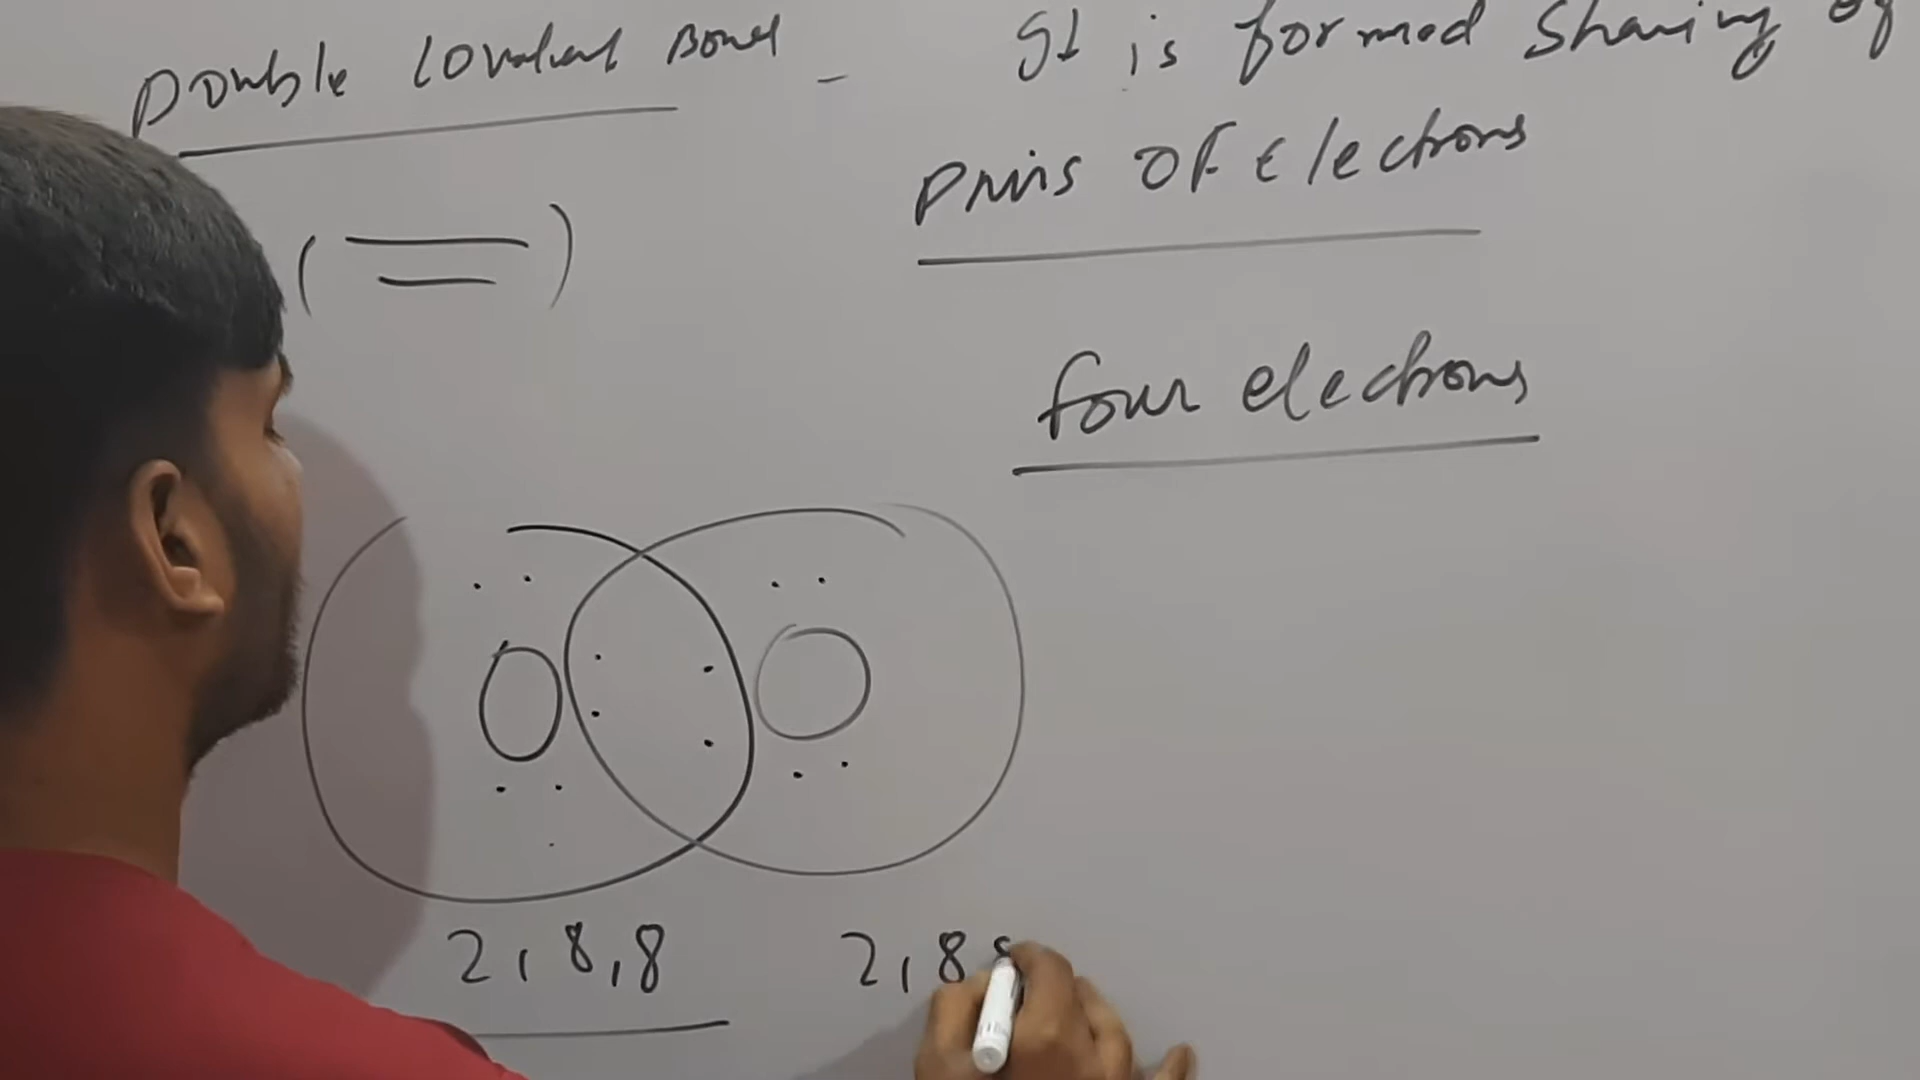 Double Covalent Bond - It is formed Sharing of
Pairs OF Electrons
(=)
four electrons
2,8,8 2,8